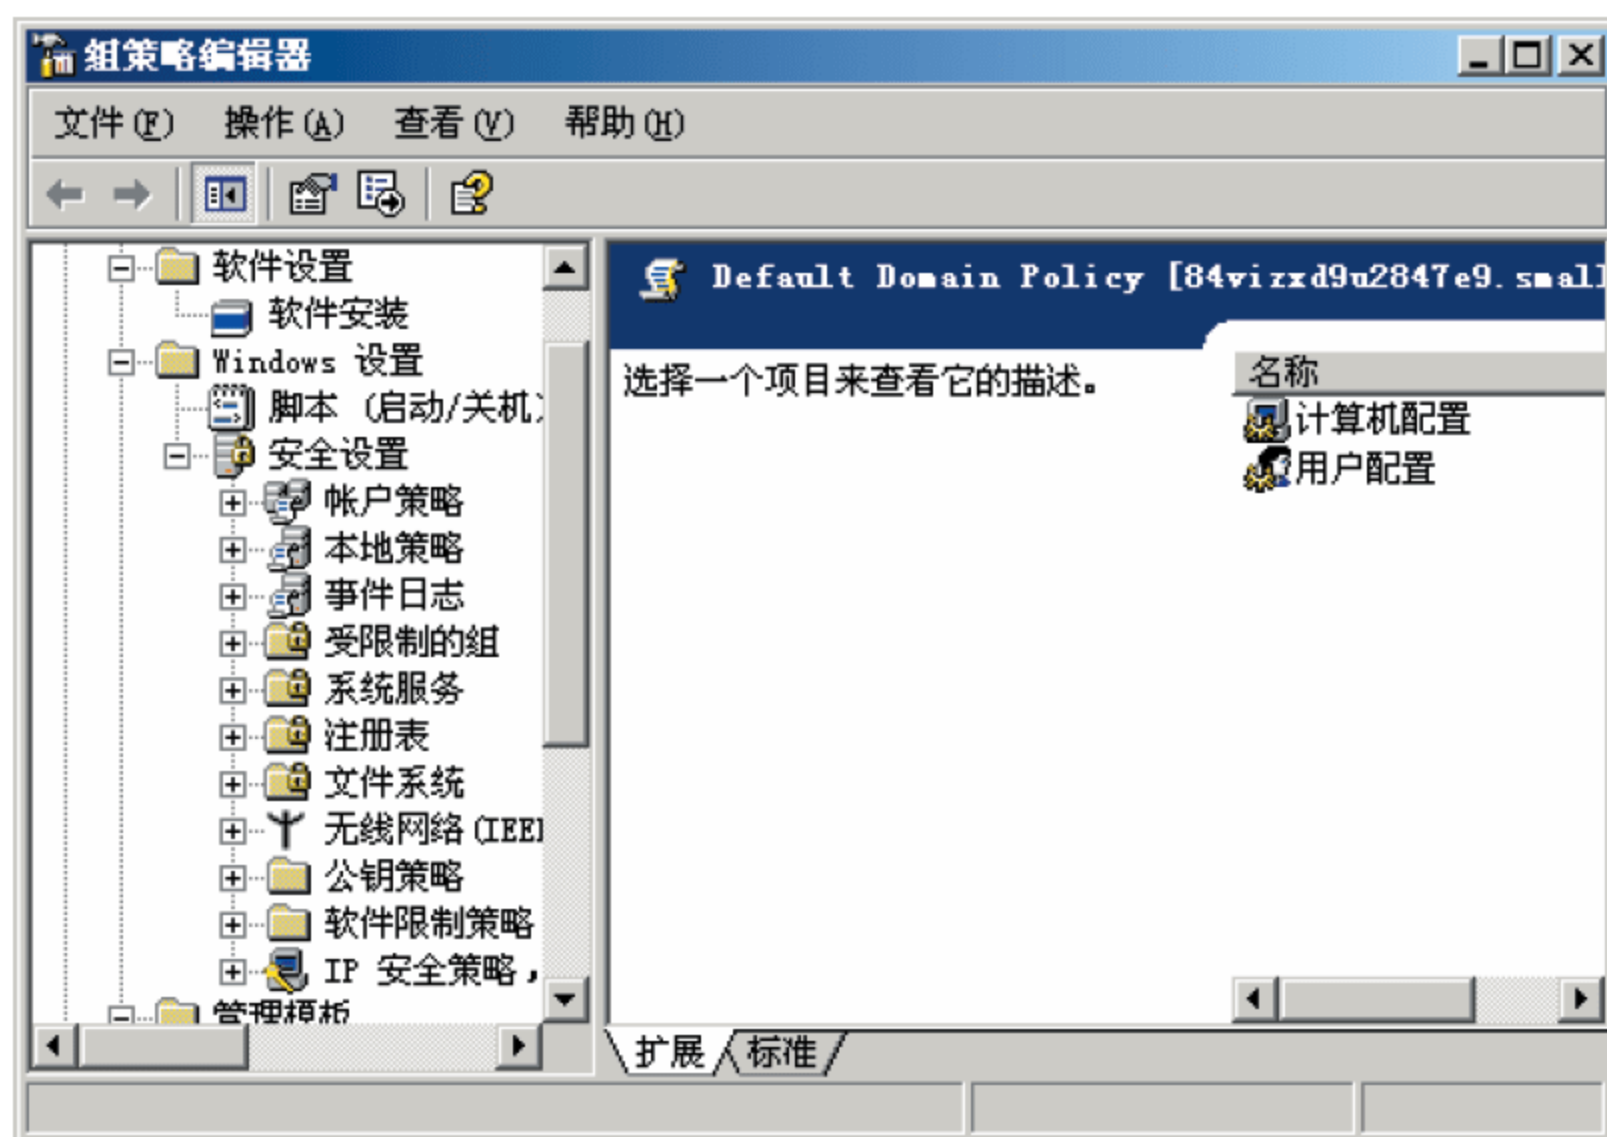 组策略编辑器
文件(F) 操作(A) 查看(V) 帮助(H)
软件设置
软件安装
Windows 设置
脚本 (启动/关机)
安全设置
帐户策略
本地策略
事件日志
受限制的组
系统服务
注册表
文件系统
无线网络(IEE
公钥策略
软件限制策略
IP 安全策略,
管理模板
Default Domain Policy [84vizxd9u2847e9.small
选择一个项目来查看它的描述。
名称
计算机配置
用户配置
扩展 标准